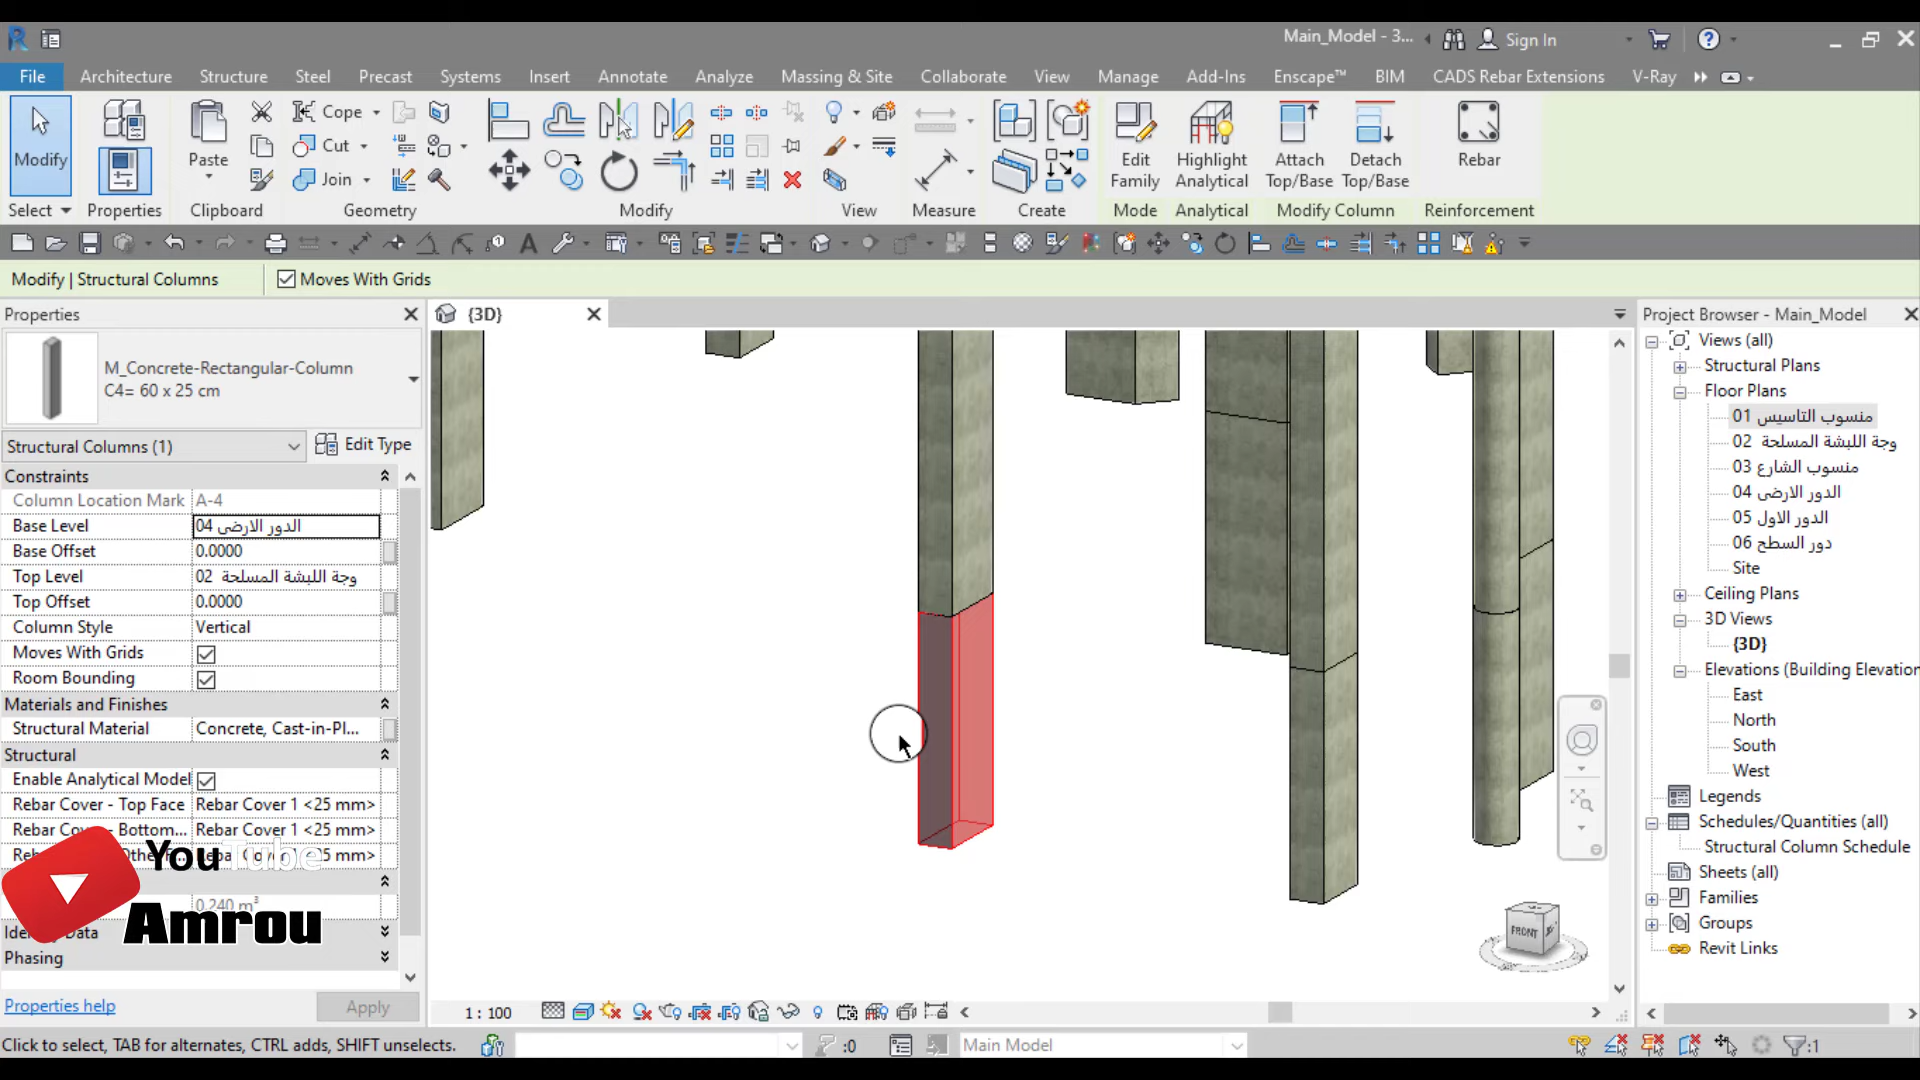 Main_Model - 3...
Sign In
File Architecture Structure Steel Precast Systems Insert Annotate Analyze Massing & Site Collaborate View Manage Add-Ins Enscape™ BIM CADS Rebar Extensions V-Ray
Modify
Paste
Cope
Cut
Join
Edit Family
Highlight Analytical
Attach Top/Base
Detach Top/Base
Rebar
Select Properties Clipboard Geometry Modify View Measure Create Mode Analytical Modify Column Reinforcement
Modify | Structural Columns Moves With Grids
Properties
M_Concrete-Rectangular-Column
C4= 60 x 25 cm
Structural Columns (1) Edit Type
Constraints
Column Location Mark A-4
Base Level 04 الدور الارضى
Base Offset 0.0000
Top Level 02 وجة اللبشة المسلحة
Top Offset 0.0000
Column Style Vertical
Moves With Grids
Room Bounding
Materials and Finishes
Structural Material Concrete, Cast-in-Pl...
Structural
Enable Analytical Model
Rebar Cover - Top Face Rebar Cover 1 <25 mm>
Bottom... Rebar Cover 1 <25 mm>
0.240 m³
Data
Phasing
Properties help Apply
YouTube
Amrou
{3D}
FRONT
1 : 100
Project Browser - Main_Model
Views (all)
Structural Plans
Floor Plans
01 منسوب التاسيس
02 وجة اللبشة المسلحة
03 منسوب الشارع
04 الدور الارضى
05 الدور الاول
06 دور السطح
Site
Ceiling Plans
3D Views
{3D}
Elevations (Building Elevation
East
North
South
West
Legends
Schedules/Quantities (all)
Structural Column Schedule
Sheets (all)
Families
Groups
Revit Links
Click to select, TAB for alternates, CTRL adds, SHIFT unselects. :0 Main Model :1